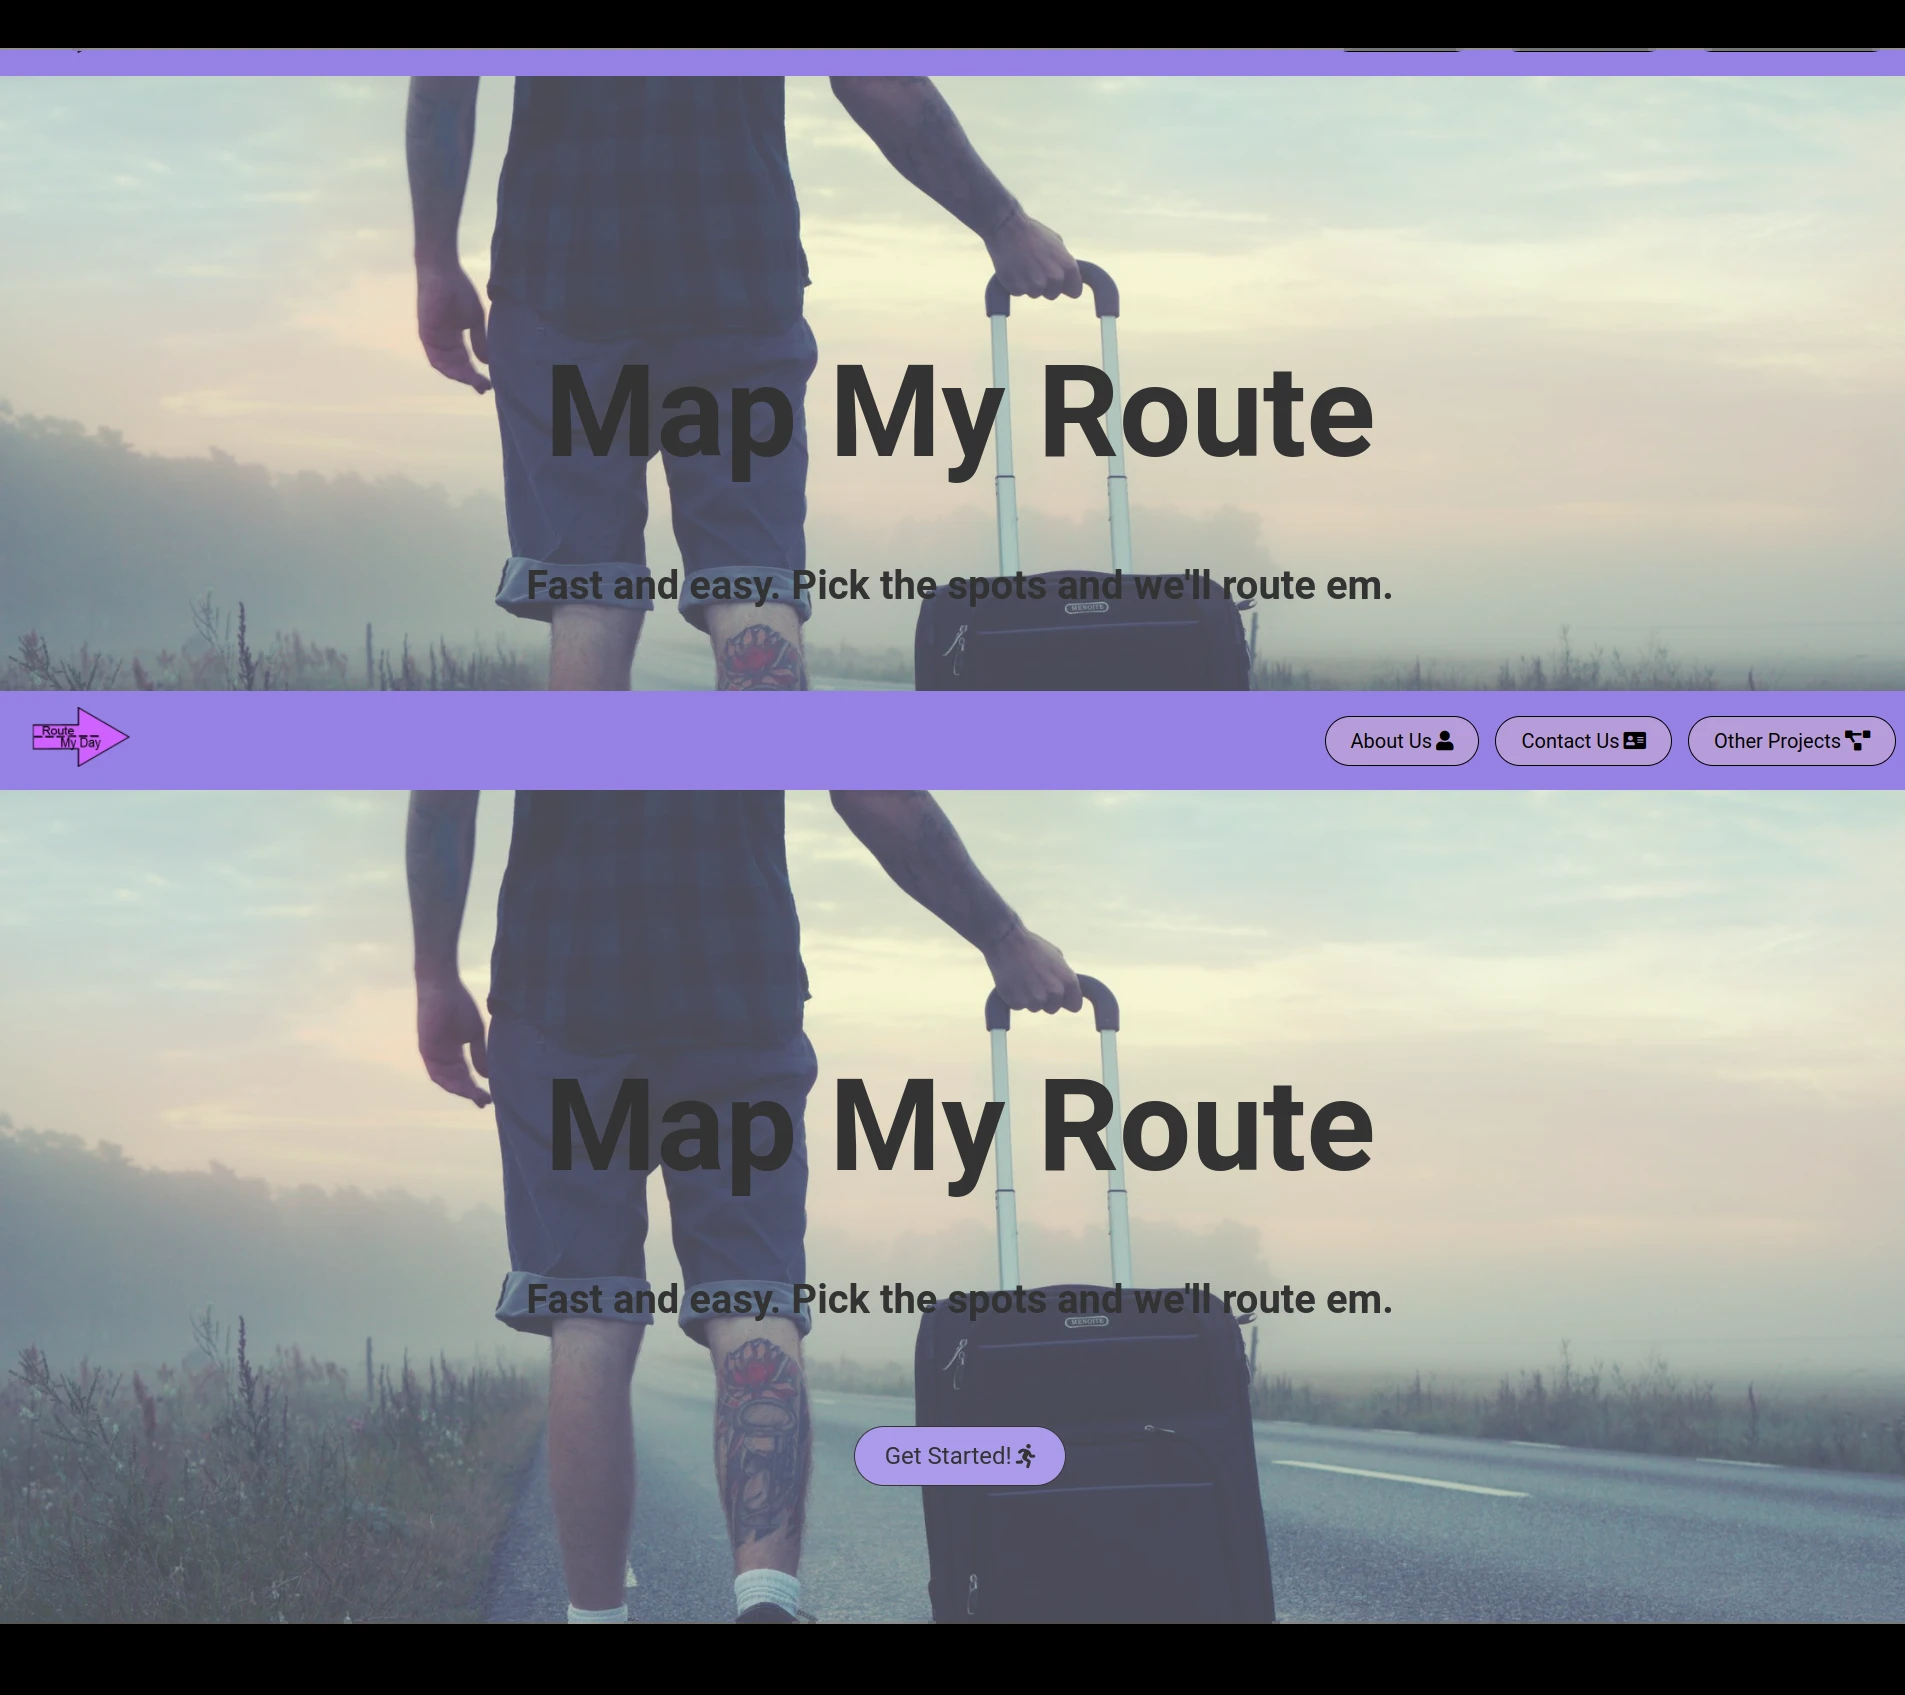 Map My Route
Fast and easy. Pick the spots and we'll route em.
MENOITE
Route
My Day
About Us
Contact Us
Other Projects
Map My Route
Fast and easy. Pick the spots and we'll route em.
MENOITE
Get Started!